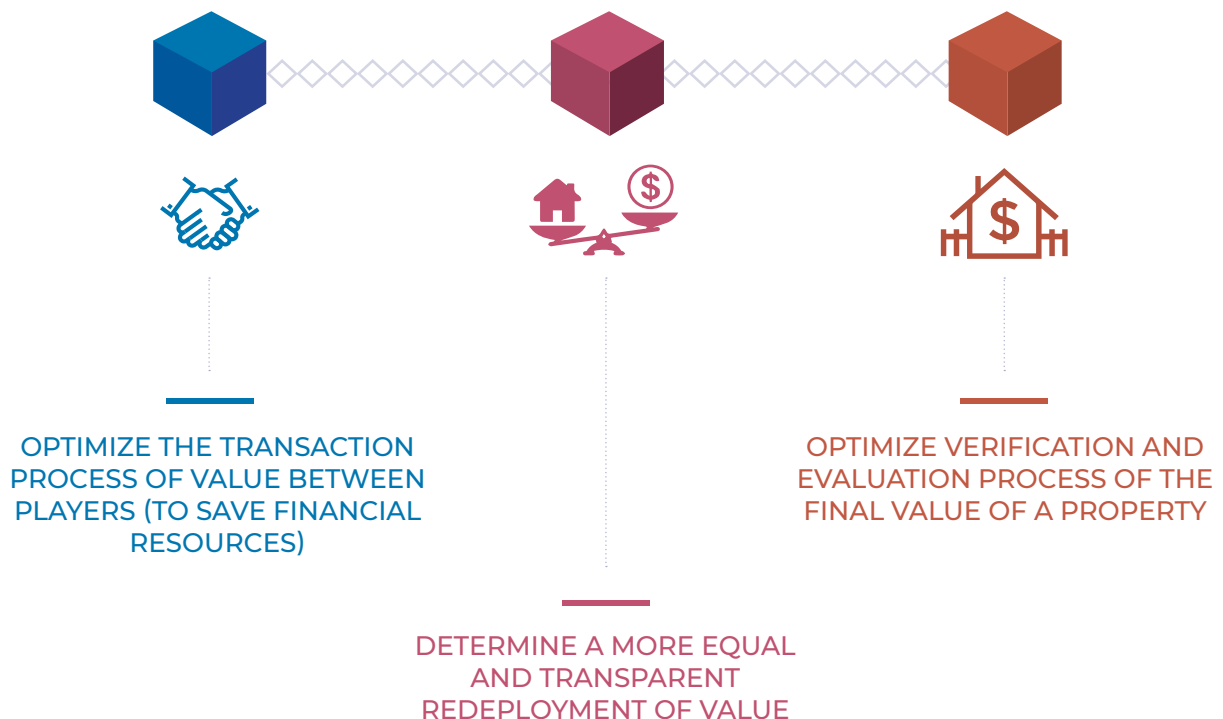 $
$
OPTIMIZE THE TRANSACTION
PROCESS OF VALUE BETWEEN
PLAYERS (TO SAVE FINANCIAL
RESOURCES)
DETERMINE A MORE EQUAL
AND TRANSPARENT
REDEPLOYMENT OF VALUE
OPTIMIZE VERIFICATION AND
EVALUATION PROCESS OF THE
FINAL VALUE OF A PROPERTY